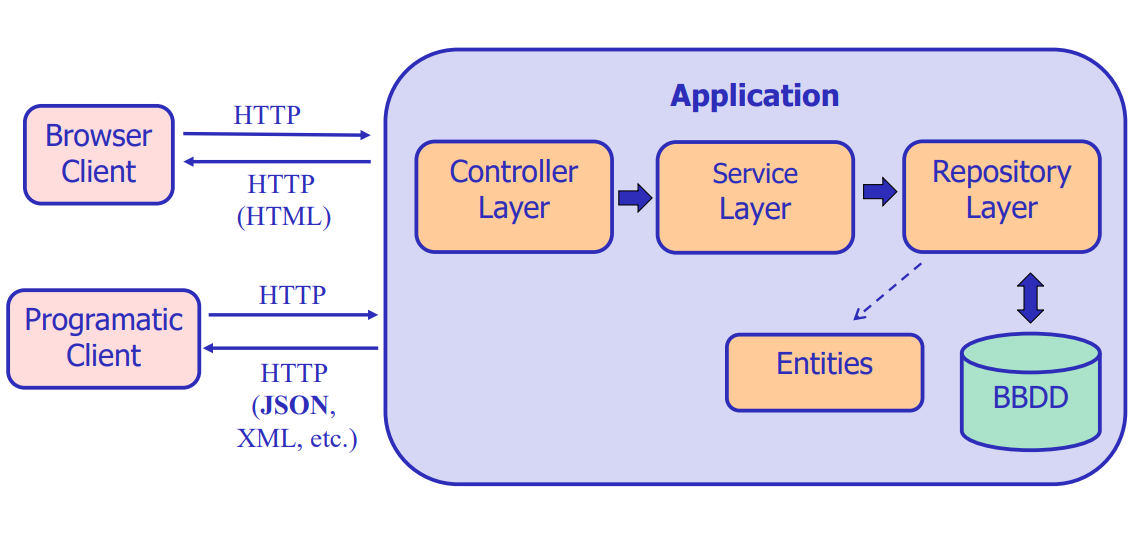 Application
HTTP
Browser
Client
HTTP
(HTML)
Controller
Layer
Service
Layer
Repository
Layer
HTTP
Programatic
Client
HTTP
(JSON,
XML, etc.)
Entities
BBDD